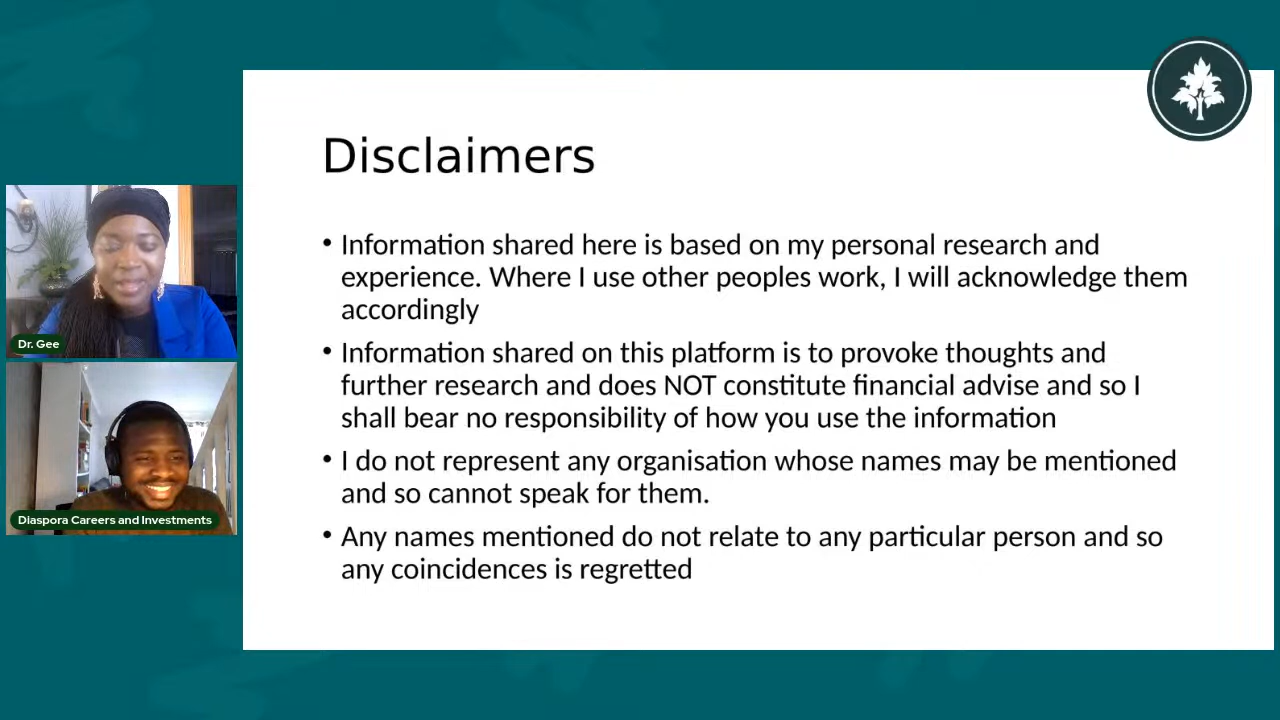 Disclaimers
• Information shared here is based on my personal research and
experience. Where I use other peoples work, I will acknowledge them
accordingly
• Information shared on this platform is to provoke thoughts and
further research and does NOT constitute financial advise and so I
shall bear no responsibility of how you use the information
• I do not represent any organisation whose names may be mentioned
and so cannot speak for them.
• Any names mentioned do not relate to any particular person and so
any coincidences is regretted
Dr. Gee
Diaspora Careers and Investments